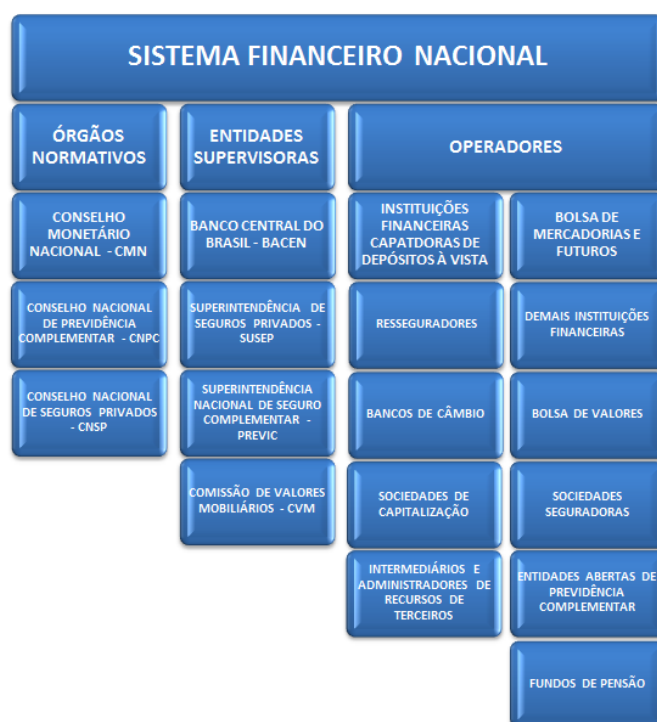 SISTEMA FINANCEIRO NACIONAL
ÓRGÃOS
NORMATIVOS
ENTIDADES
SUPERVISORAS
OPERADORES
CONSELHO
MONETÁRIO
NACIONAL - CMN
BANCO CENTRAL DO
BRASIL - BACEN
INSTITUIÇÕES
FINANCEIRAS
CAPATDORAS DE
DEPÓSITOS À VISTA
BOLSA DE
MERCADORIAS E
FUTUROS
CONSELHO NACIONAL
DE PREVIDÊNCIA
COMPLEMENTAR - CNPC
SUPERINTENDÊNCIA DE
SEGUROS PRIVADOS -
SUSEP
RESSEGURADORES
DEMAIS INSTITUIÇÕES
FINANCEIRAS
CONSELHO NACIONAL
DE SEGUROS PRIVADOS
- CNSP
SUPERINTENDÊNCIA
NACIONAL DE SEGURO
COMPLEMENTAR -
PREVIC
BANCOS DE CÂMBIO
BOLSA DE VALORES
COMISSÃO DE VALORES
MOBILIÁRIOS - CVM
SOCIEDADES DE
CAPITALIZAÇÃO
SOCIEDADES
SEGURADORAS
INTERMEDIÁRIOS E
ADMINISTRADORES DE
RECURSOS DE
TERCEIROS
ENTIDADES ABERTAS DE
PREVIDÊNCIA
COMPLEMENTAR
FUNDOS DE PENSÃO